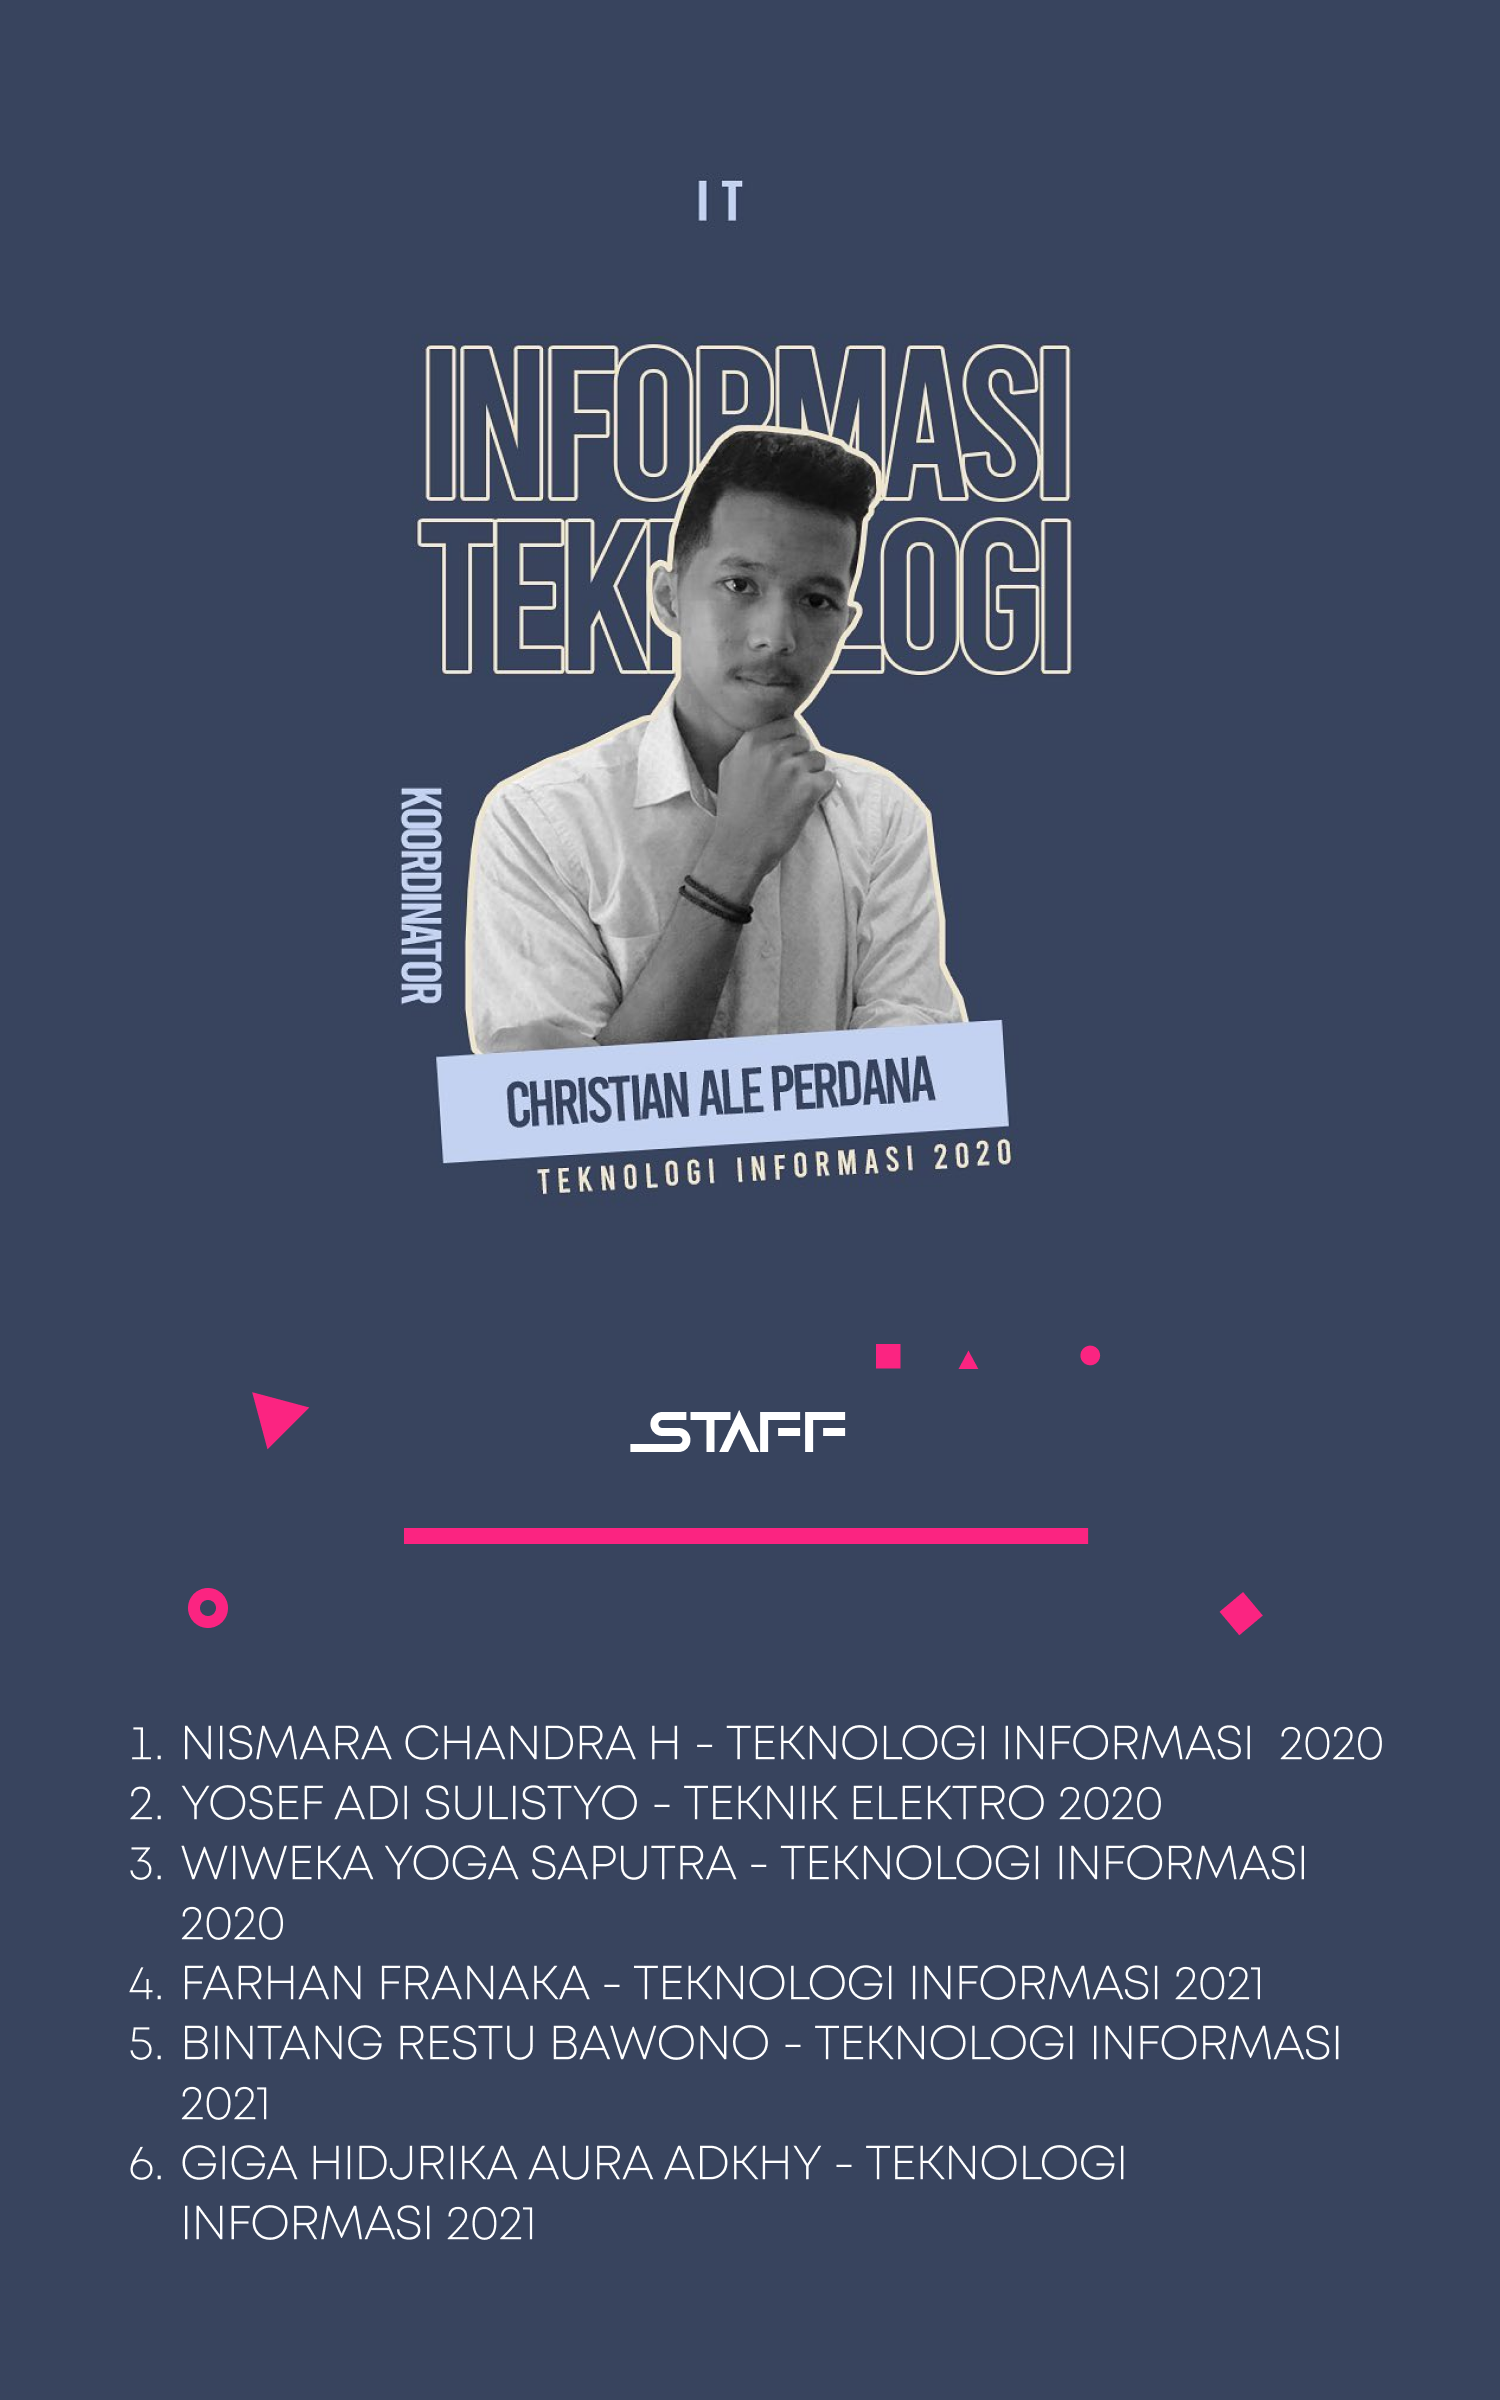 IT
INFORMASI
TEKNOLOGI
KOORDINATOR
CHRISTIAN ALE PERDANA
TEKNOLOGI INFORMASI 2020
STAFF
1. NISMARA CHANDRA H - TEKNOLOGI INFORMASI 2020
2. YOSEF ADI SULISTYO - TEKNIK ELEKTRO 2020
3. WIWEKA YOGA SAPUTRA - TEKNOLOGI INFORMASI
2020
4. FARHAN FRANAKA - TEKNOLOGI INFORMASI 2021
5. BINTANG RESTU BAWONO - TEKNOLOGI INFORMASI
2021
6. GIGA HIDJRIKA AURA ADKHY - TEKNOLOGI
INFORMASI 2021